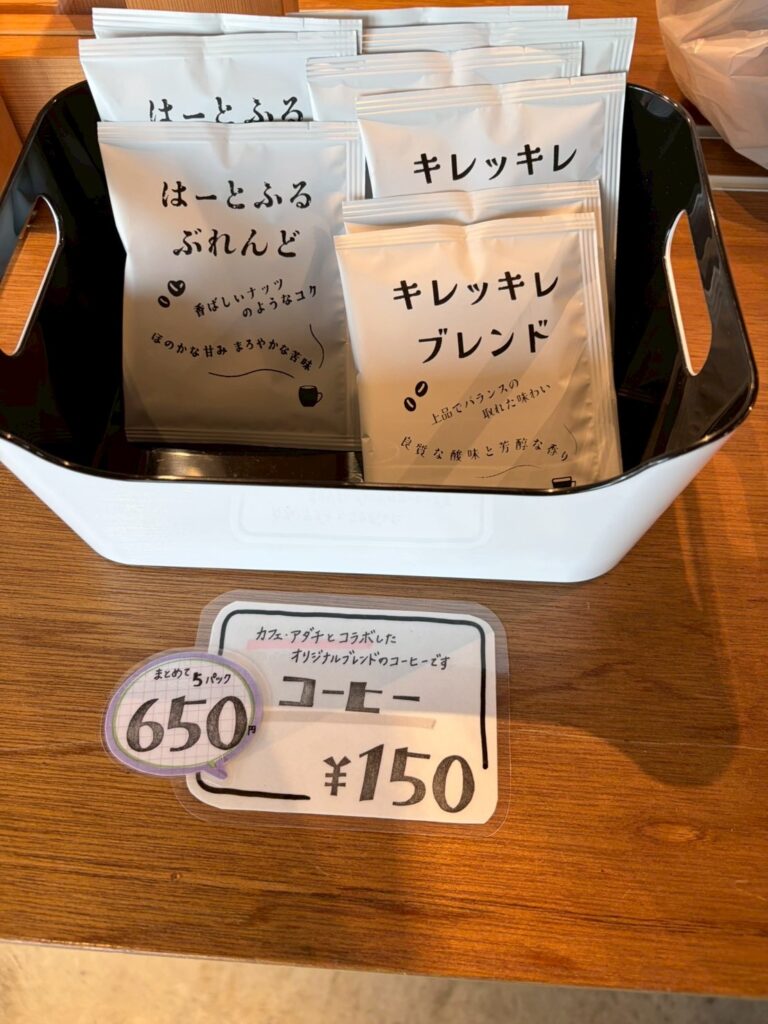 はーとふる
キレッキレ
はーとふる
ぶれんど
香ばしいナッツ
のようなコク
ほのかな甘み まろやかな苦味
キレッキレ
ブレンド
上品でバランスの
取れた味わい
良質な酸味と芳醇な香り
カフェ・アダチとコラボした
オリジナルブレンドのコーヒーです
コーヒー
¥150
まとめて5パック
650円